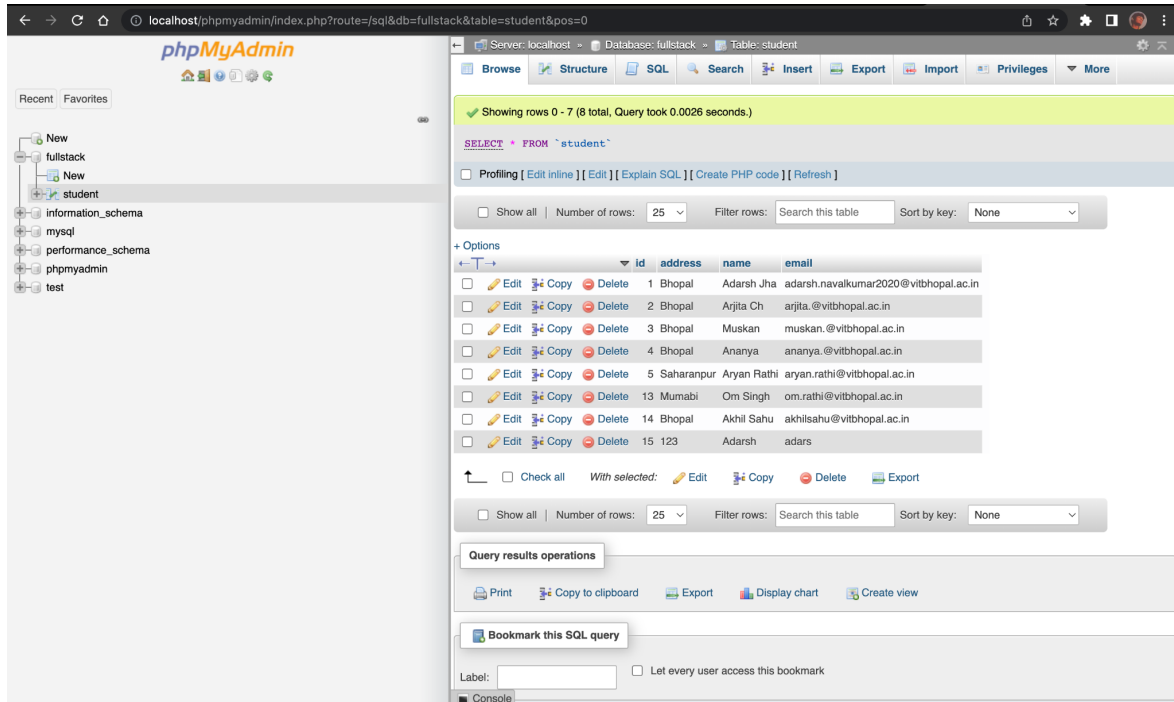 localhost/phpmyadmin/index.php?route=/sql&db=fullstack&table=student&pos=0
phpMyAdmin
Recent Favorites
New
fullstack
New
student
information_schema
mysql
performance_schema
phpmyadmin
test
Server: localhost » Database: fullstack » Table: student
Browse Structure SQL Search Insert Export Import Privileges More
Showing rows 0 - 7 (8 total, Query took 0.0026 seconds.)
SELECT * FROM `student`
Profiling [ Edit inline ] [ Edit ] [ Explain SQL ] [ Create PHP code ] [ Refresh ]
Show all | Number of rows: 25 Filter rows: Search this table Sort by key: None
+ Options
←T→ id address name email
Edit Copy Delete 1 Bhopal Adarsh Jha adarsh.navalkumar2020@vitbhopal.ac.in
Edit Copy Delete 2 Bhopal Arjita Ch arjita.@vitbhopal.ac.in
Edit Copy Delete 3 Bhopal Muskan muskan.@vitbhopal.ac.in
Edit Copy Delete 4 Bhopal Ananya ananya.@vitbhopal.ac.in
Edit Copy Delete 5 Saharanpur Aryan Rathi aryan.rathi@vitbhopal.ac.in
Edit Copy Delete 13 Mumabi Om Singh om.rathi@vitbhopal.ac.in
Edit Copy Delete 14 Bhopal Akhil Sahu akhilsahu@vitbhopal.ac.in
Edit Copy Delete 15 123 Adarsh adars
Check all With selected: Edit Copy Delete Export
Show all | Number of rows: 25 Filter rows: Search this table Sort by key: None
Query results operations
Print Copy to clipboard Export Display chart Create view
Bookmark this SQL query
Label: Let every user access this bookmark
Console